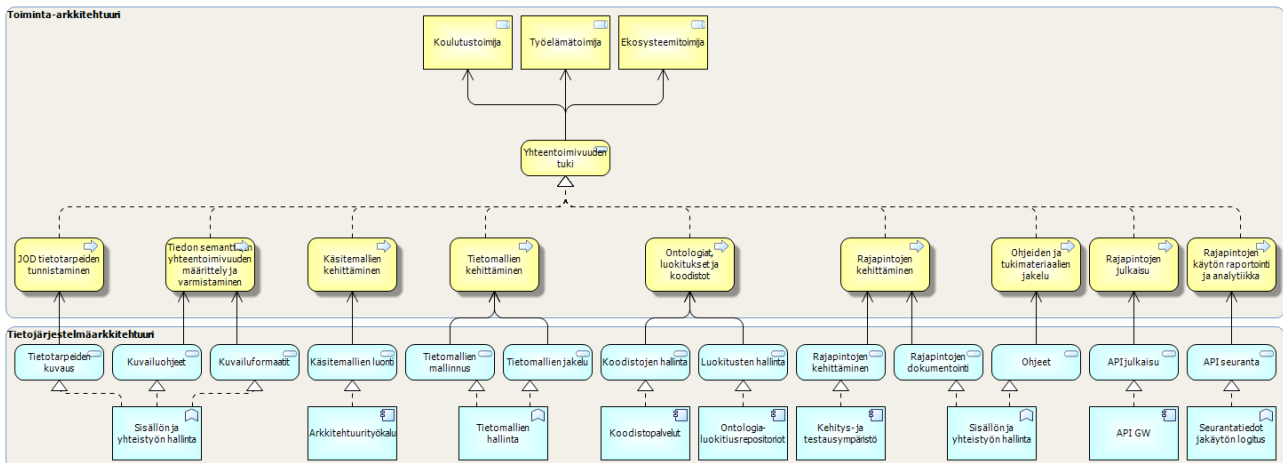 Toiminta-arkkitehtuuri
Koulutustoimija
Työelämätoimija
Ekosysteemitoimija
Yhteentoimivuuden
tuki
JOD tietotarpeiden
tunnistaminen
Tiedon semanttisen
yhteentoimivuuden
määrittely ja
varmistaminen
Käsitemallien
kehittäminen
Tietomallien
kehittäminen
Ontologiat,
luokitukset ja
koodistot
Rajapintojen
kehittäminen
Ohjeiden ja
tukimateriaalien
jakelu
Rajapintojen
julkaisu
Rajapintojen
käytön raportointi
ja analytiikka
Tietojärjestelmäarkkitehtuuri
Tietotarpeiden
kuvaus
Kuvailuohjeet
Kuvailuformaatit
Käsitemallien luonti
Tietomallien
mallinnus
Tietomallien jakelu
Koodistojen hallinta
Luokitusten hallinta
Rajapintojen
kehittäminen
Rajapintojen
dokumentointi
Ohjeet
API julkaisu
API seuranta
Sisällön ja
yhteistyön hallinta
Arkkitehtuurityökalu
Tietomallien
hallinta
Koodistopalvelut
Ontologia-
luokitiusrepositoriot
Kehitys- ja
testausympäristö
Sisällön ja
yhteistyön hallinta
API GW
Seurantatiedot
jakäytön logitus